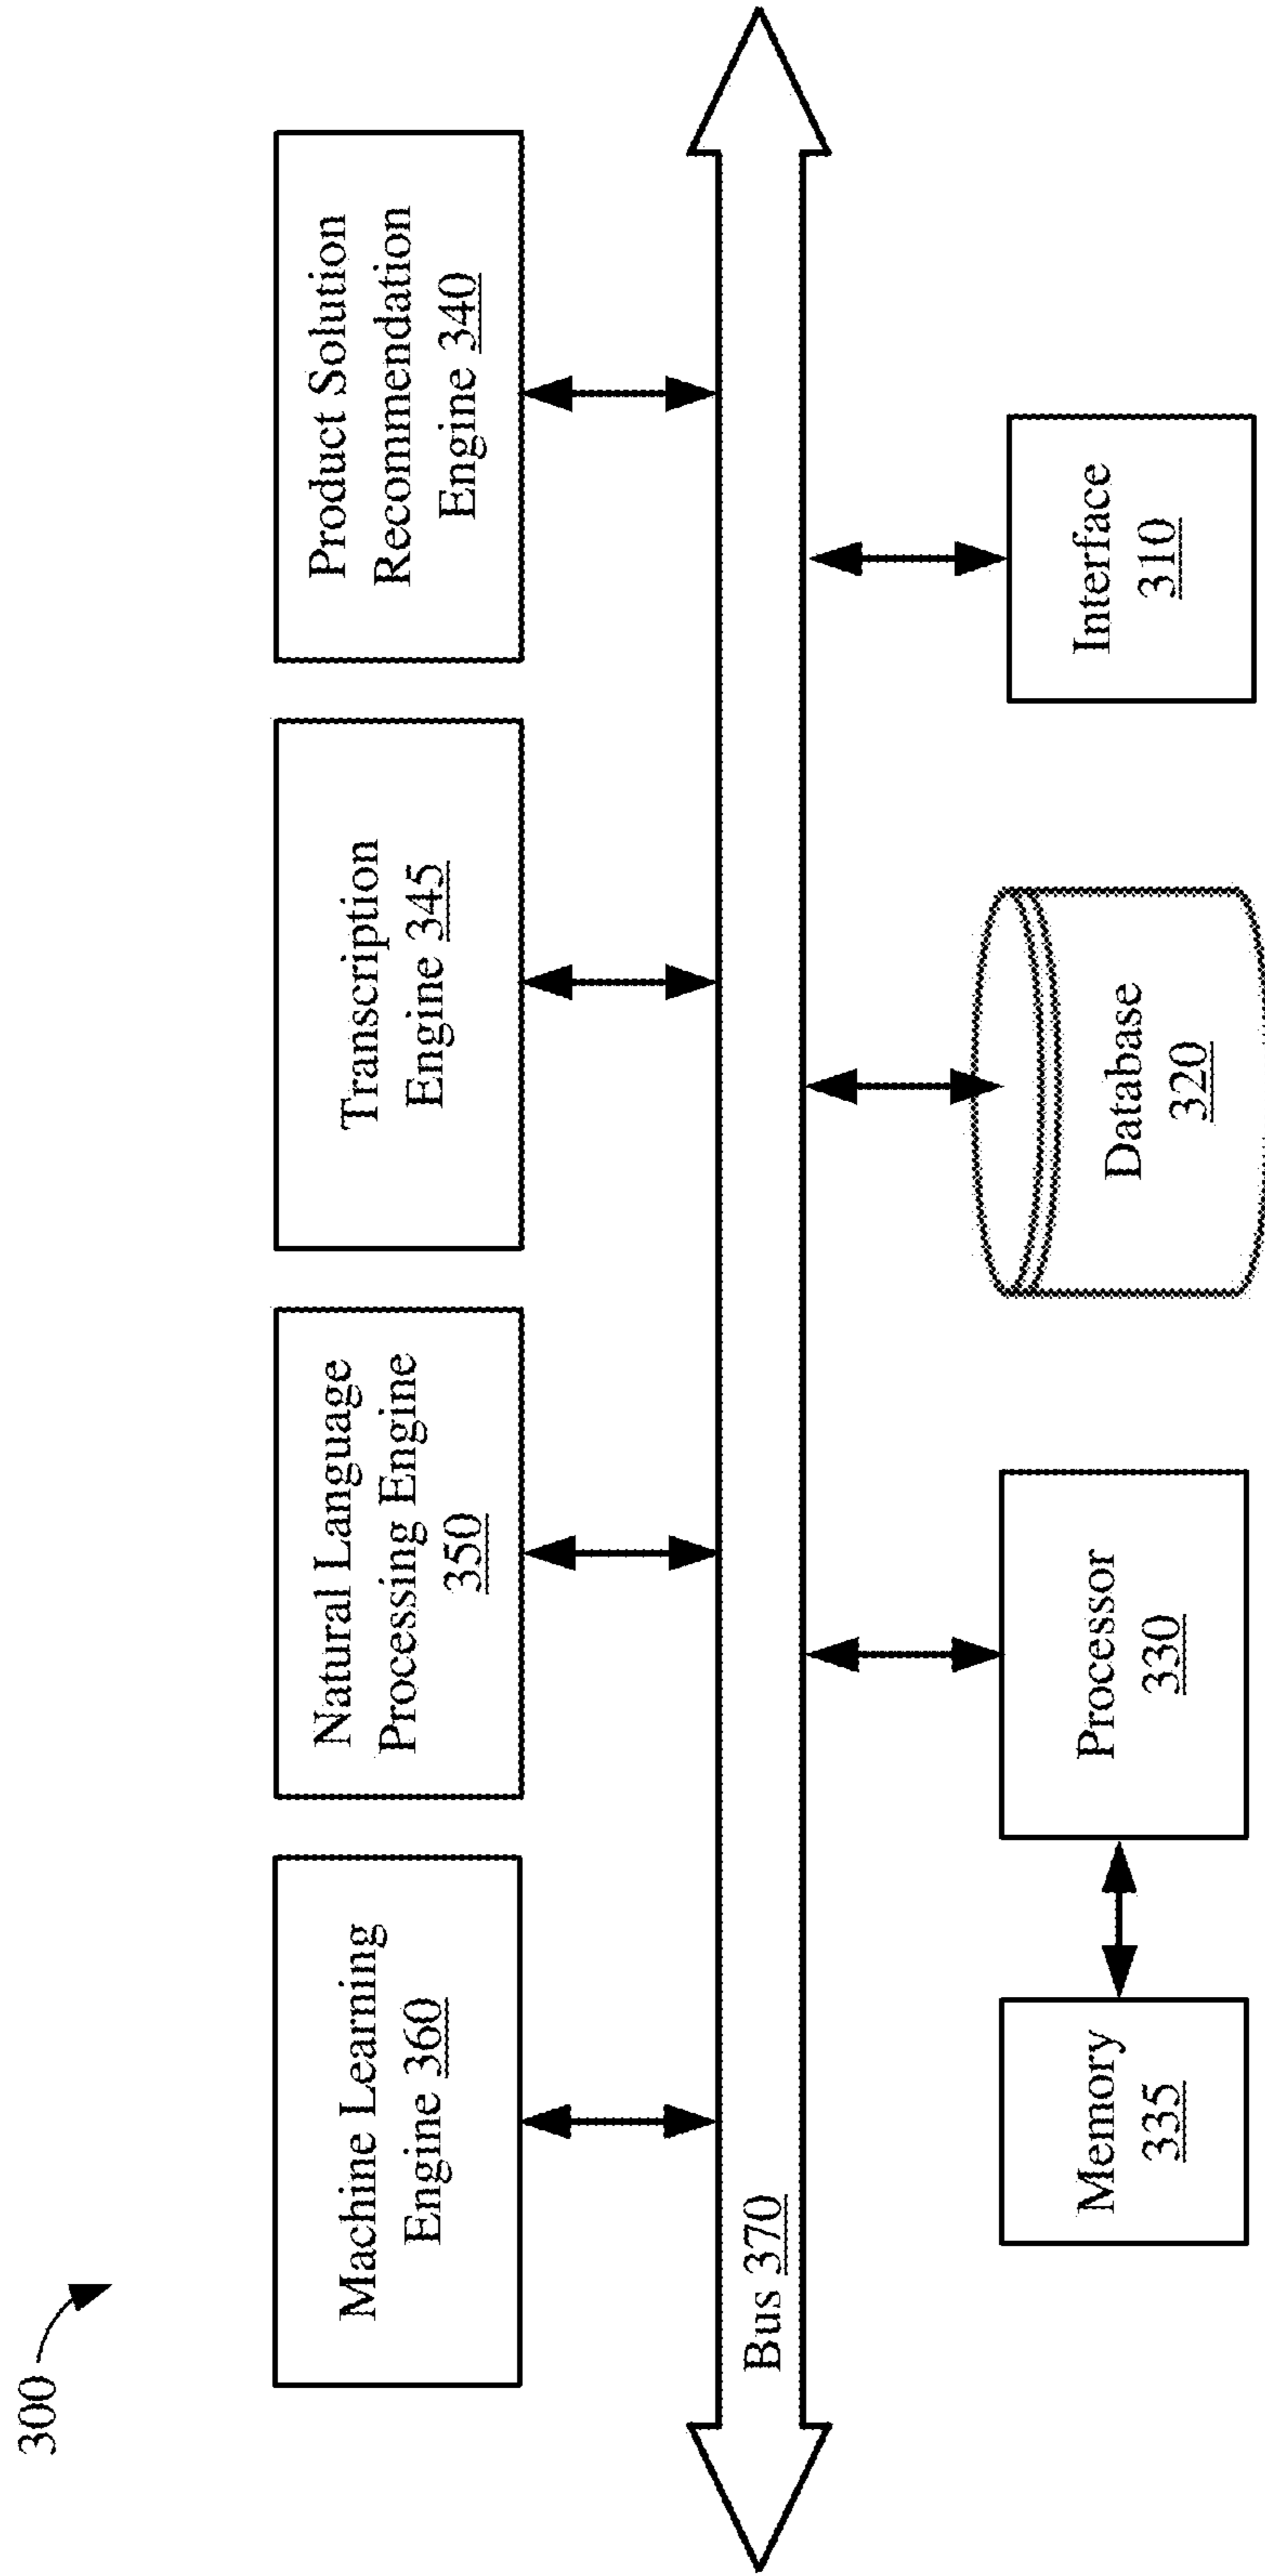 300
Machine Learning
Engine 360
Natural Language
Processing Engine
350
Transcription
Engine 345
Product Solution
Recommendation
Engine 340
Bus 370
Memory
335
Processor
330
Database
320
Interface
310